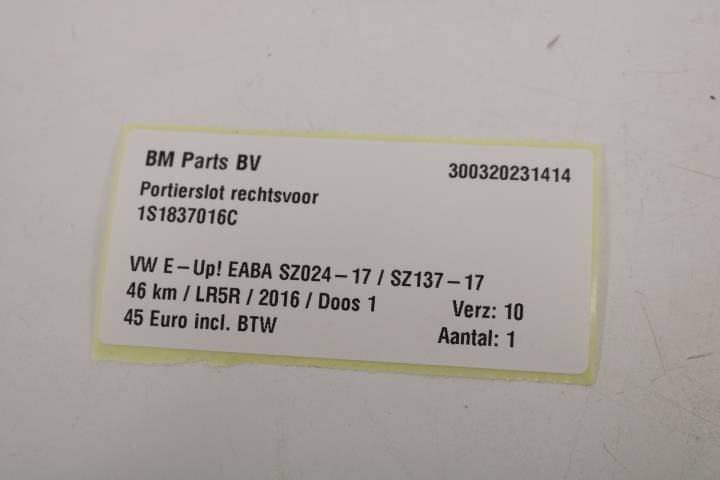 BM Parts BV 300320231414
Portierslot rechtsvoor
1S1837016C
VW E-Up! EABA SZ024-17 / SZ137-17
46 km / LR5R / 2016 / Doos 1 Verz: 10
45 Euro incl. BTW Aantal: 1